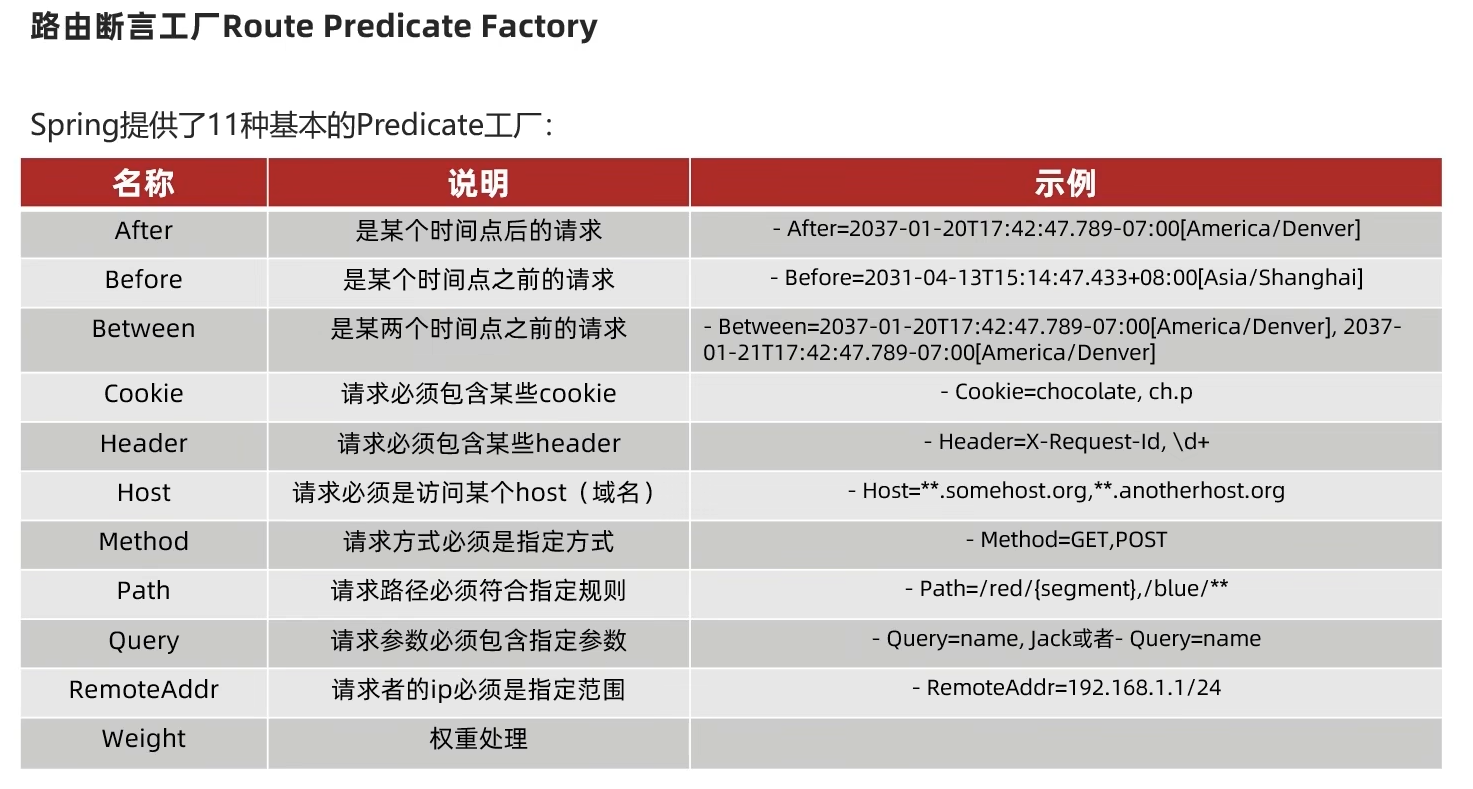 路由断言工厂Route Predicate Factory
Spring提供了11种基本的Predicate工厂：
名称 说明 示例
After 是某个时间点后的请求 - After=2037-01-20T17:42:47.789-07:00[America/Denver]
Before 是某个时间点之前的请求 - Before=2031-04-13T15:14:47.433+08:00[Asia/Shanghai]
Between 是某两个时间点之前的请求 - Between=2037-01-20T17:42:47.789-07:00[America/Denver], 2037-
01-21T17:42:47.789-07:00[America/Denver]
Cookie 请求必须包含某些cookie - Cookie=chocolate, ch.p
Header 请求必须包含某些header - Header=X-Request-Id, \d+
Host 请求必须是访问某个host（域名） - Host=**.somehost.org,**.anotherhost.org
Method 请求方式必须是指定方式 - Method=GET,POST
Path 请求路径必须符合指定规则 - Path=/red/{segment},/blue/**
Query 请求参数必须包含指定参数 - Query=name, Jack或者- Query=name
RemoteAddr 请求者的ip必须是指定范围 - RemoteAddr=192.168.1.1/24
Weight 权重处理